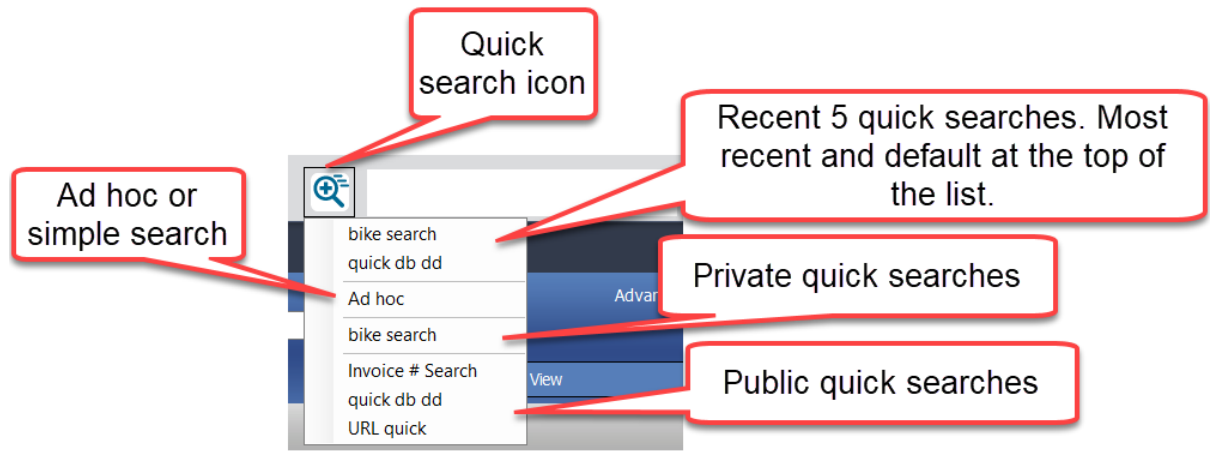 Quick
search icon
Recent 5 quick searches. Most
recent and default at the top of
the list.
Ad hoc or
simple search
bike search
quick db dd
Ad hoc
bike search
Invoice # Search
quick db dd
URL quick
Private quick searches
Advar
View
Public quick searches